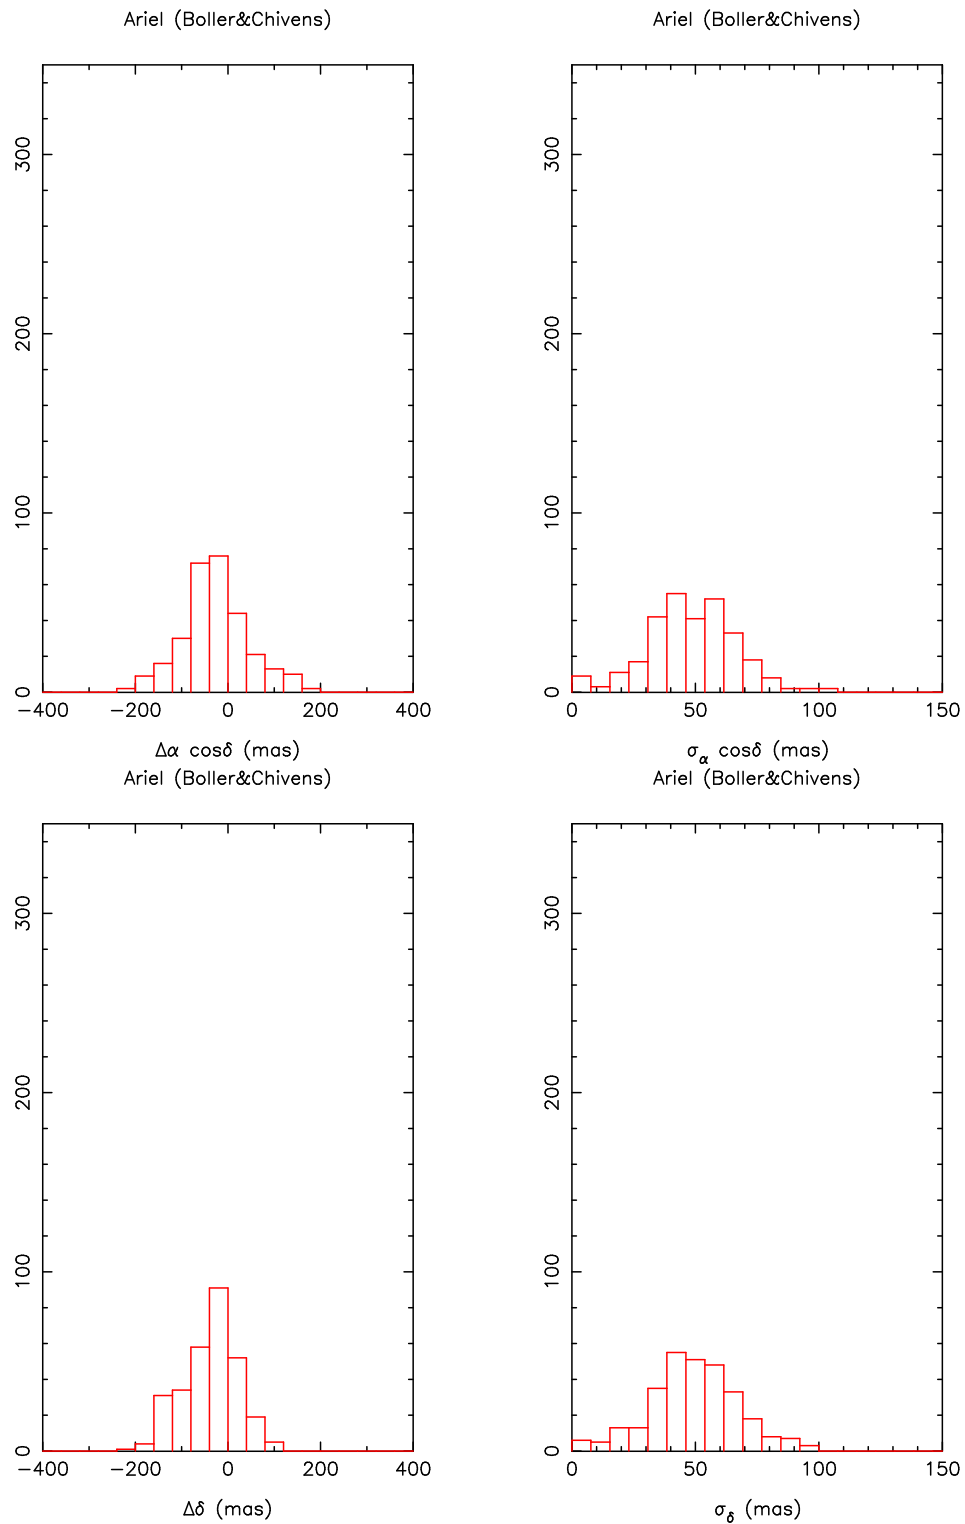 Ariel (Boller&Chivens)
Ariel (Boller&Chivens)
300
200
100
0
−400 −200 0 200 400
Δα cosδ (mas)
300
200
100
0
0 50 100 150
σα cosδ (mas)
Ariel (Boller&Chivens)
Ariel (Boller&Chivens)
300
200
100
0
−400 −200 0 200 400
Δδ (mas)
300
200
100
0
0 50 100 150
σδ (mas)